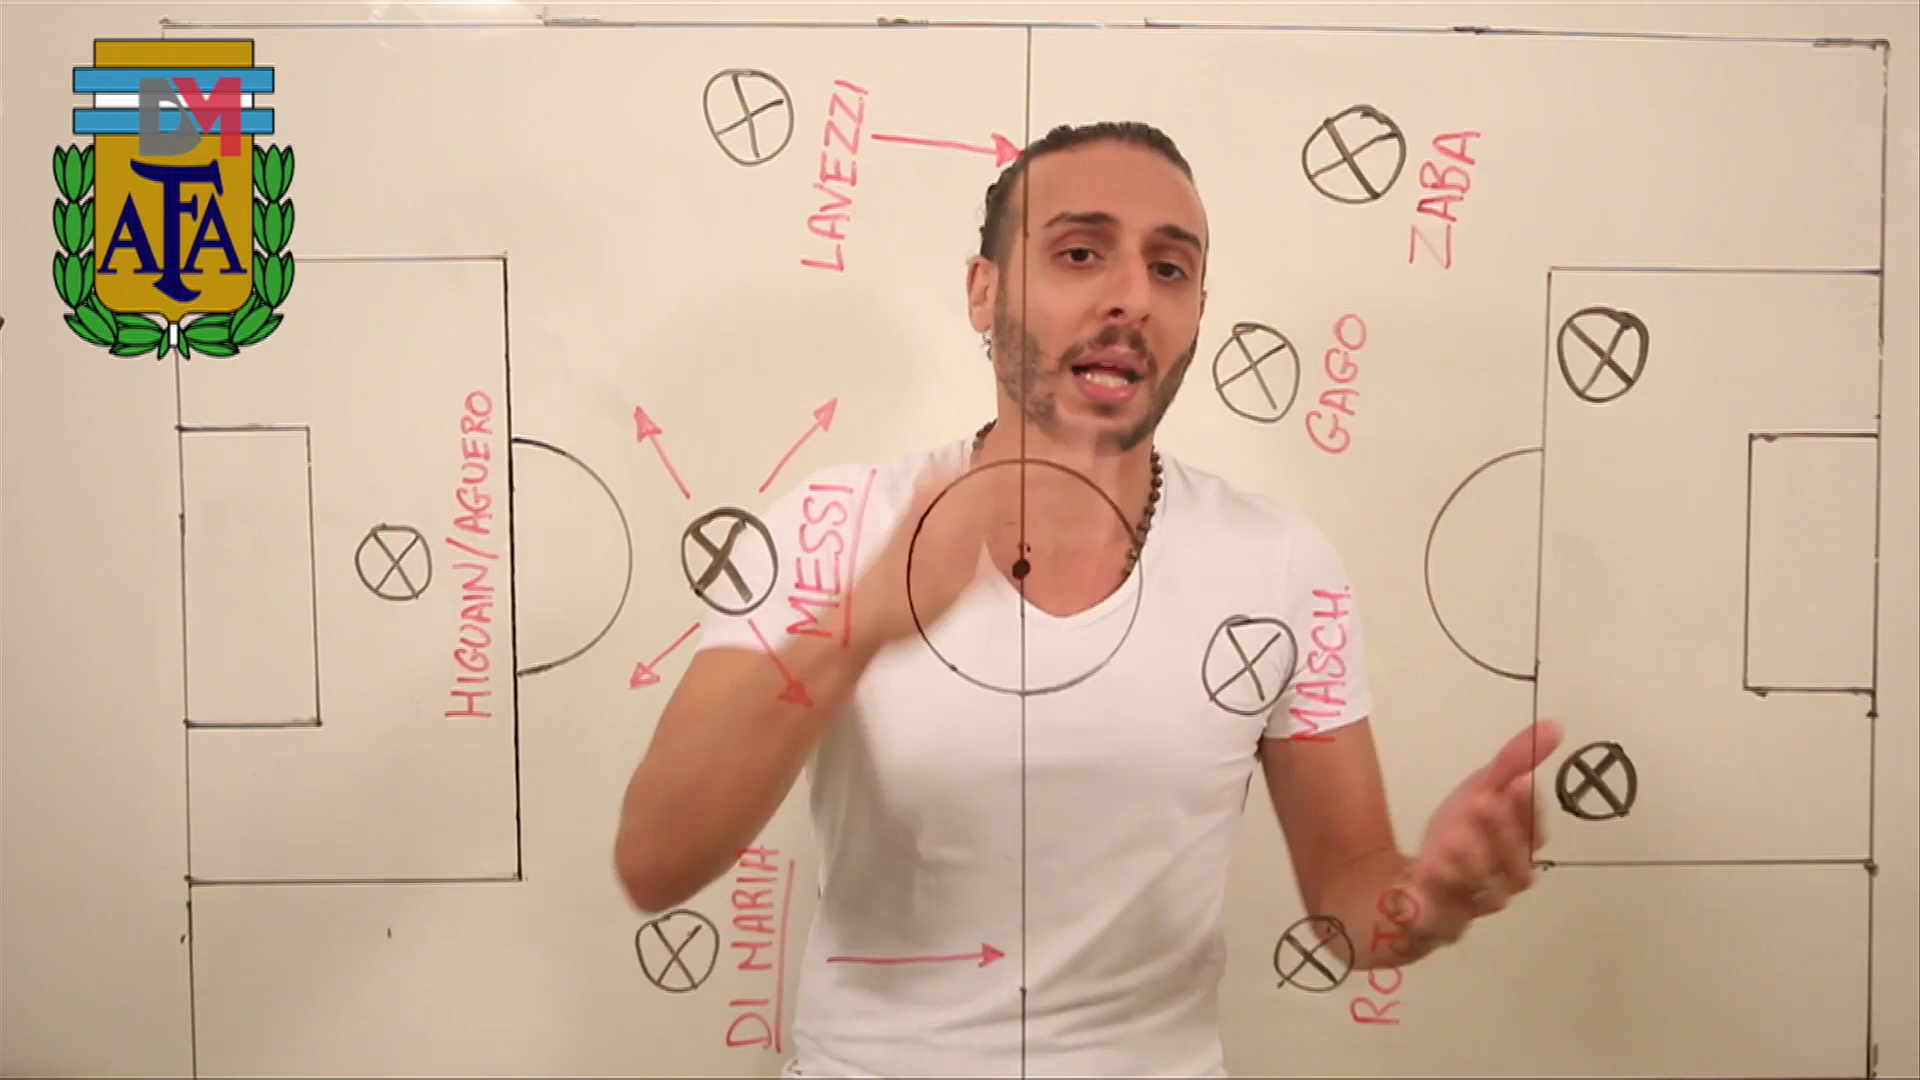 DM
AFA
LAVEZZI
ZABA
GAGO
HIGUAIN/AGUERO
MESSI
MASCH.
DI MARIA
ROJO